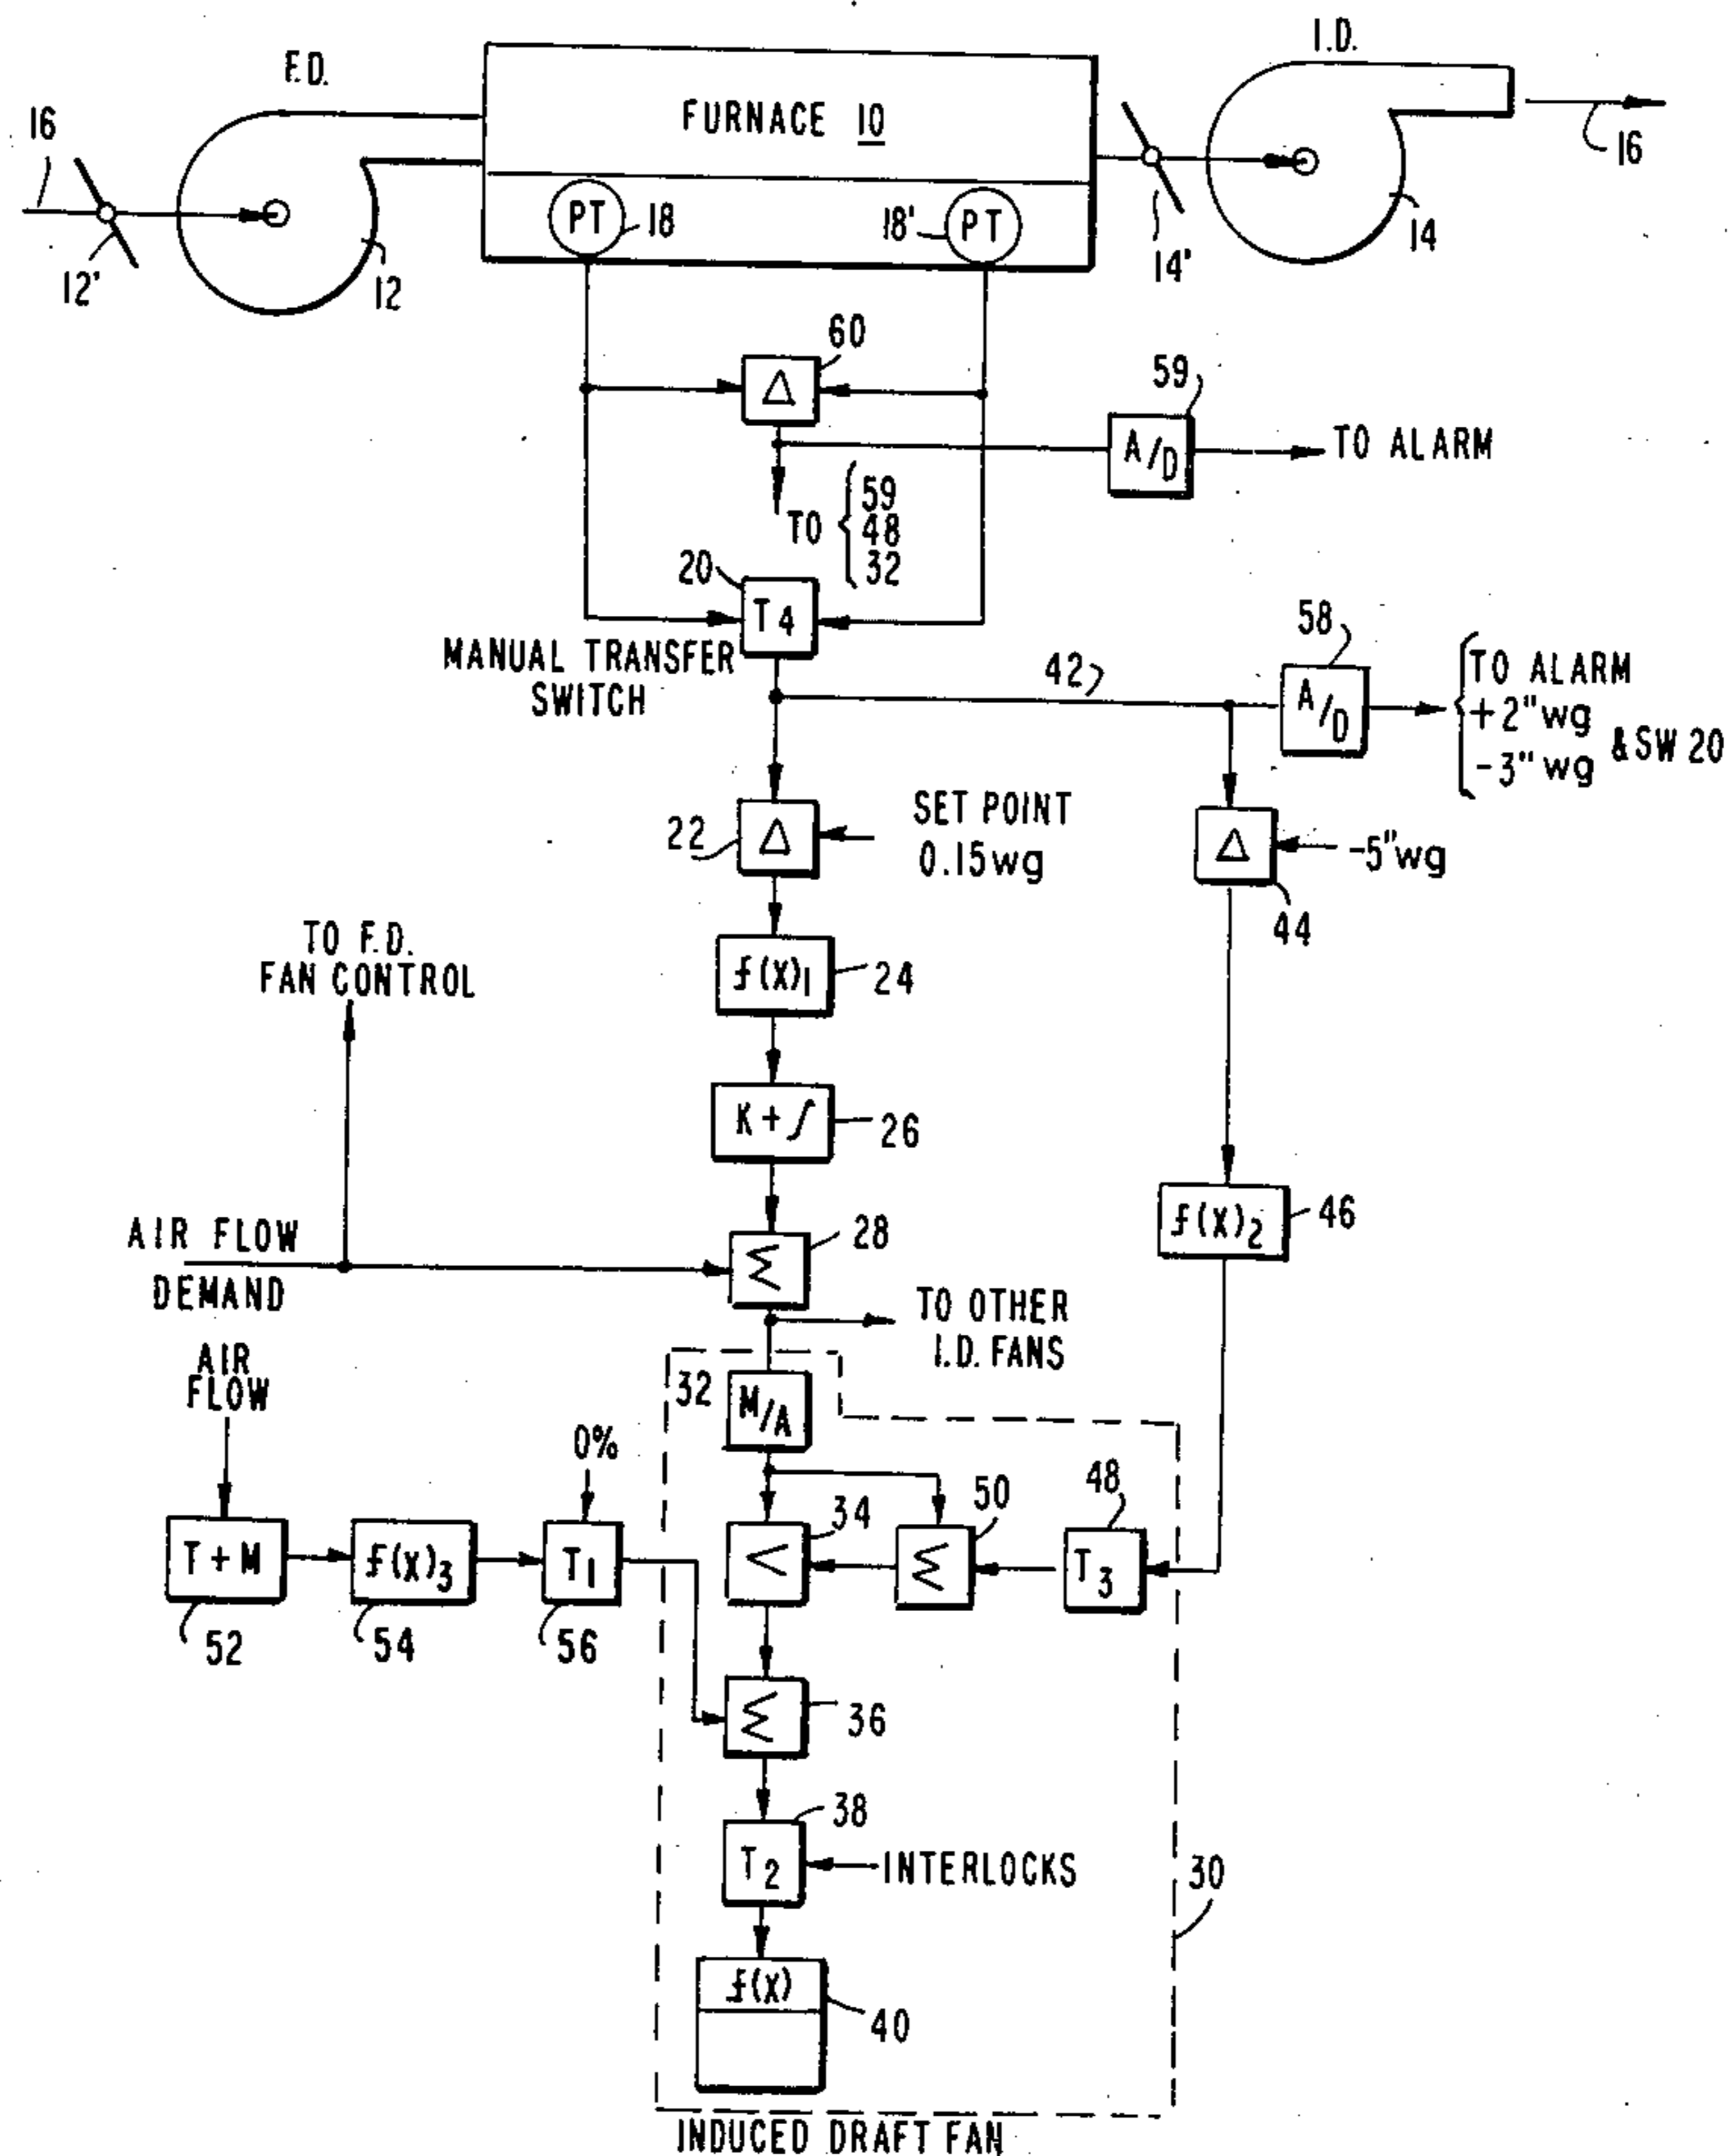 F.D.
I.D.
FURNACE 10
16
16
PT
18
18'
PT
12'
12
14'
14
60
Δ
59
A/D
TO ALARM
TO { 59
48
32
20
T4
MANUAL TRANSFER
SWITCH
42
58
A/D
TO ALARM
+2"wg
-3"wg
& SW 20
22
Δ
SET POINT
0.15wg
Δ
-5"wg
44
TO F.D.
FAN CONTROL
f(X)1
24
K+∫
26
f(X)2
46
AIR FLOW
DEMAND
Σ
28
TO OTHER
I.D. FANS
AIR
FLOW
32
M/A
0%
34
50
48
T+M
f(X)3
T1
<
Σ
T3
52
54
56
Σ
36
38
T2
INTERLOCKS
30
f(X)
40
INDUCED DRAFT FAN